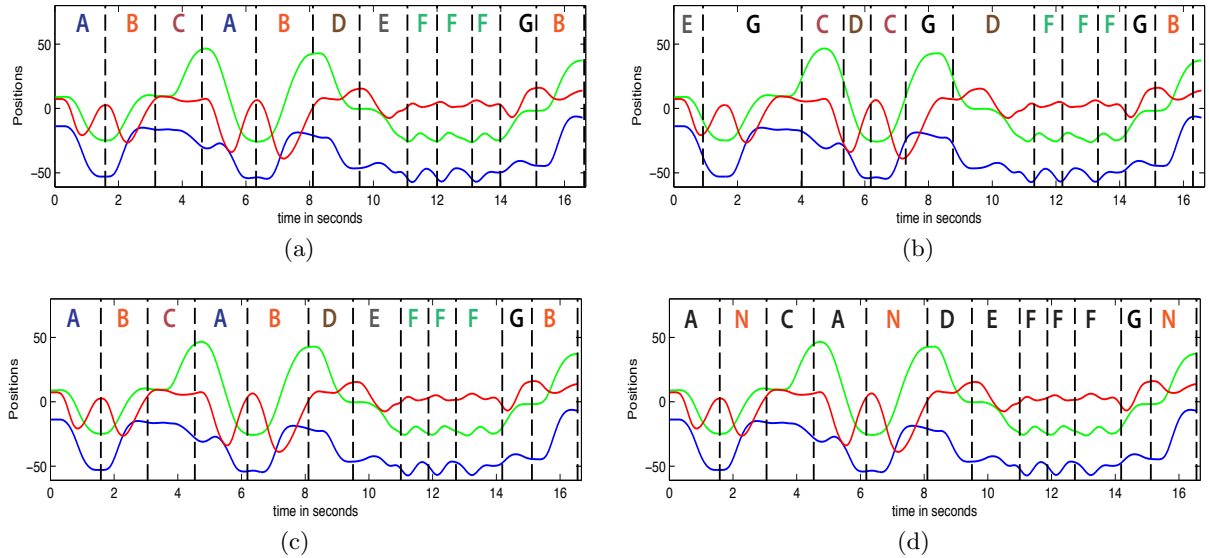 A B C A B D E F F F G B
E G C D C G D F F F G B
Positions
50
0
−50
0 2 4 6 8 10 12 14 16
time in seconds
Positions
50
0
−50
0 2 4 6 8 10 12 14 16
time in seconds
(a)
(b)
A B C A B D E F F F G B
A N C A N D E F F F G N
Positions
50
0
−50
0 2 4 6 8 10 12 14 16
time in seconds
Positions
50
0
−50
0 2 4 6 8 10 12 14 16
time in seconds
(c)
(d)